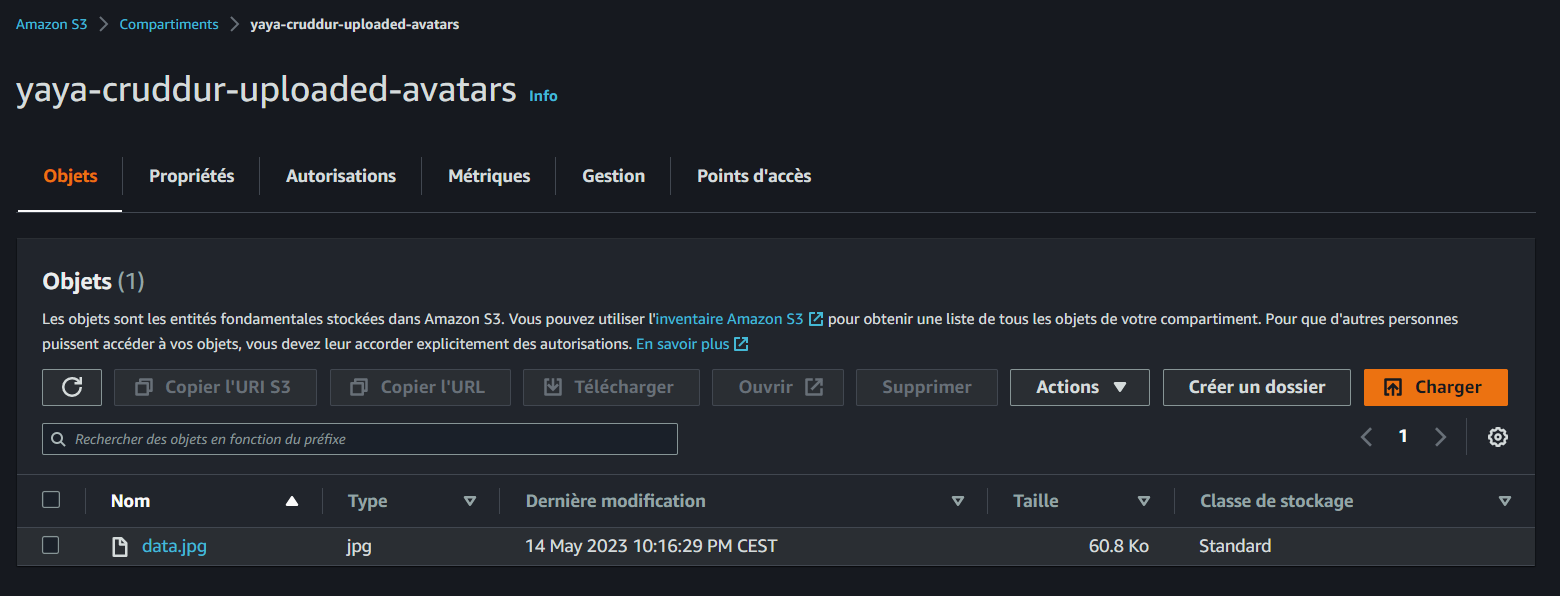 Amazon S3 > Compartiments > yaya-cruddur-uploaded-avatars
yaya-cruddur-uploaded-avatars Info
Objets Propriétés Autorisations Métriques Gestion Points d'accès
Objets (1)
Les objets sont les entités fondamentales stockées dans Amazon S3. Vous pouvez utiliser l'inventaire Amazon S3 pour obtenir une liste de tous les objets de votre compartiment. Pour que d'autres personnes
puissent accéder à vos objets, vous devez leur accorder explicitement des autorisations. En savoir plus
Copier l'URI S3 Copier l'URL Télécharger Ouvrir Supprimer Actions Créer un dossier Charger
Rechercher des objets en fonction du préfixe 1
Nom Type Dernière modification Taille Classe de stockage
data.jpg jpg 14 May 2023 10:16:29 PM CEST 60.8 Ko Standard